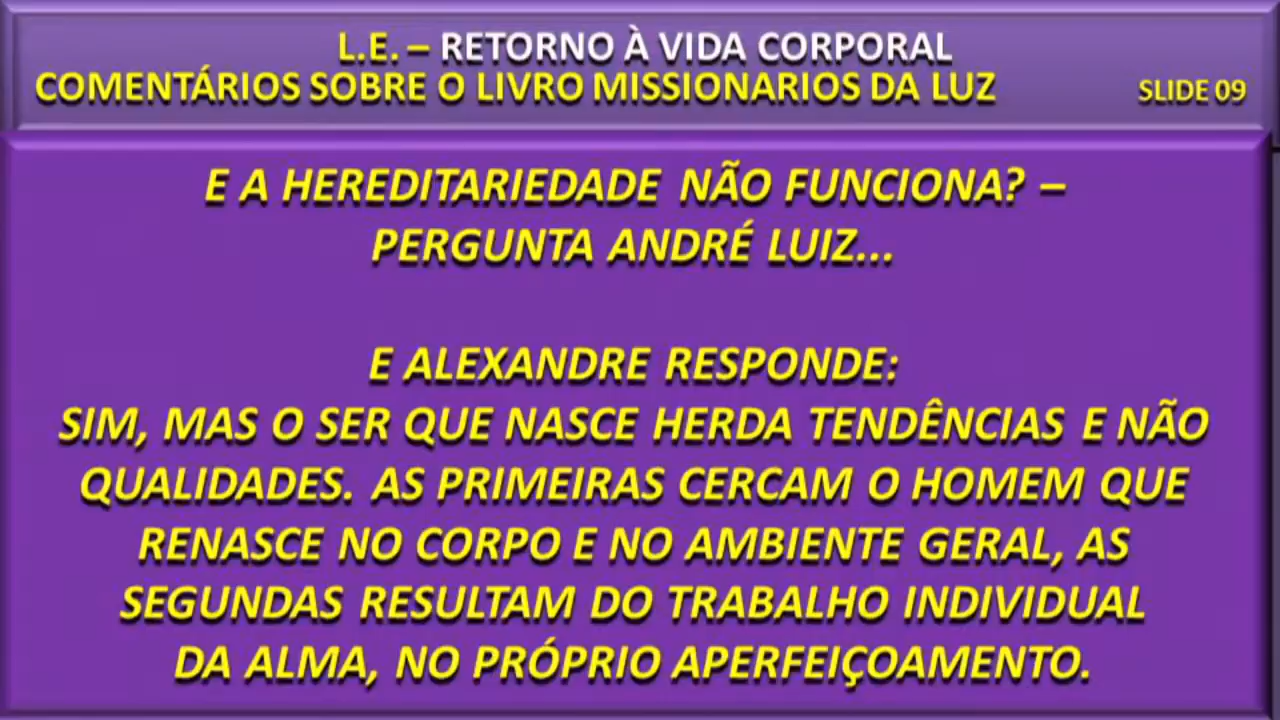 L.E. – RETORNO À VIDA CORPORAL
COMENTÁRIOS SOBRE O LIVRO MISSIONARIOS DA LUZ SLIDE 09
E A HEREDITARIEDADE NÃO FUNCIONA? –
PERGUNTA ANDRÉ LUIZ...
E ALEXANDRE RESPONDE:
SIM, MAS O SER QUE NASCE HERDA TENDÊNCIAS E NÃO
QUALIDADES. AS PRIMEIRAS CERCAM O HOMEM QUE
RENASCE NO CORPO E NO AMBIENTE GERAL, AS
SEGUNDAS RESULTAM DO TRABALHO INDIVIDUAL
DA ALMA, NO PRÓPRIO APERFEIÇOAMENTO.